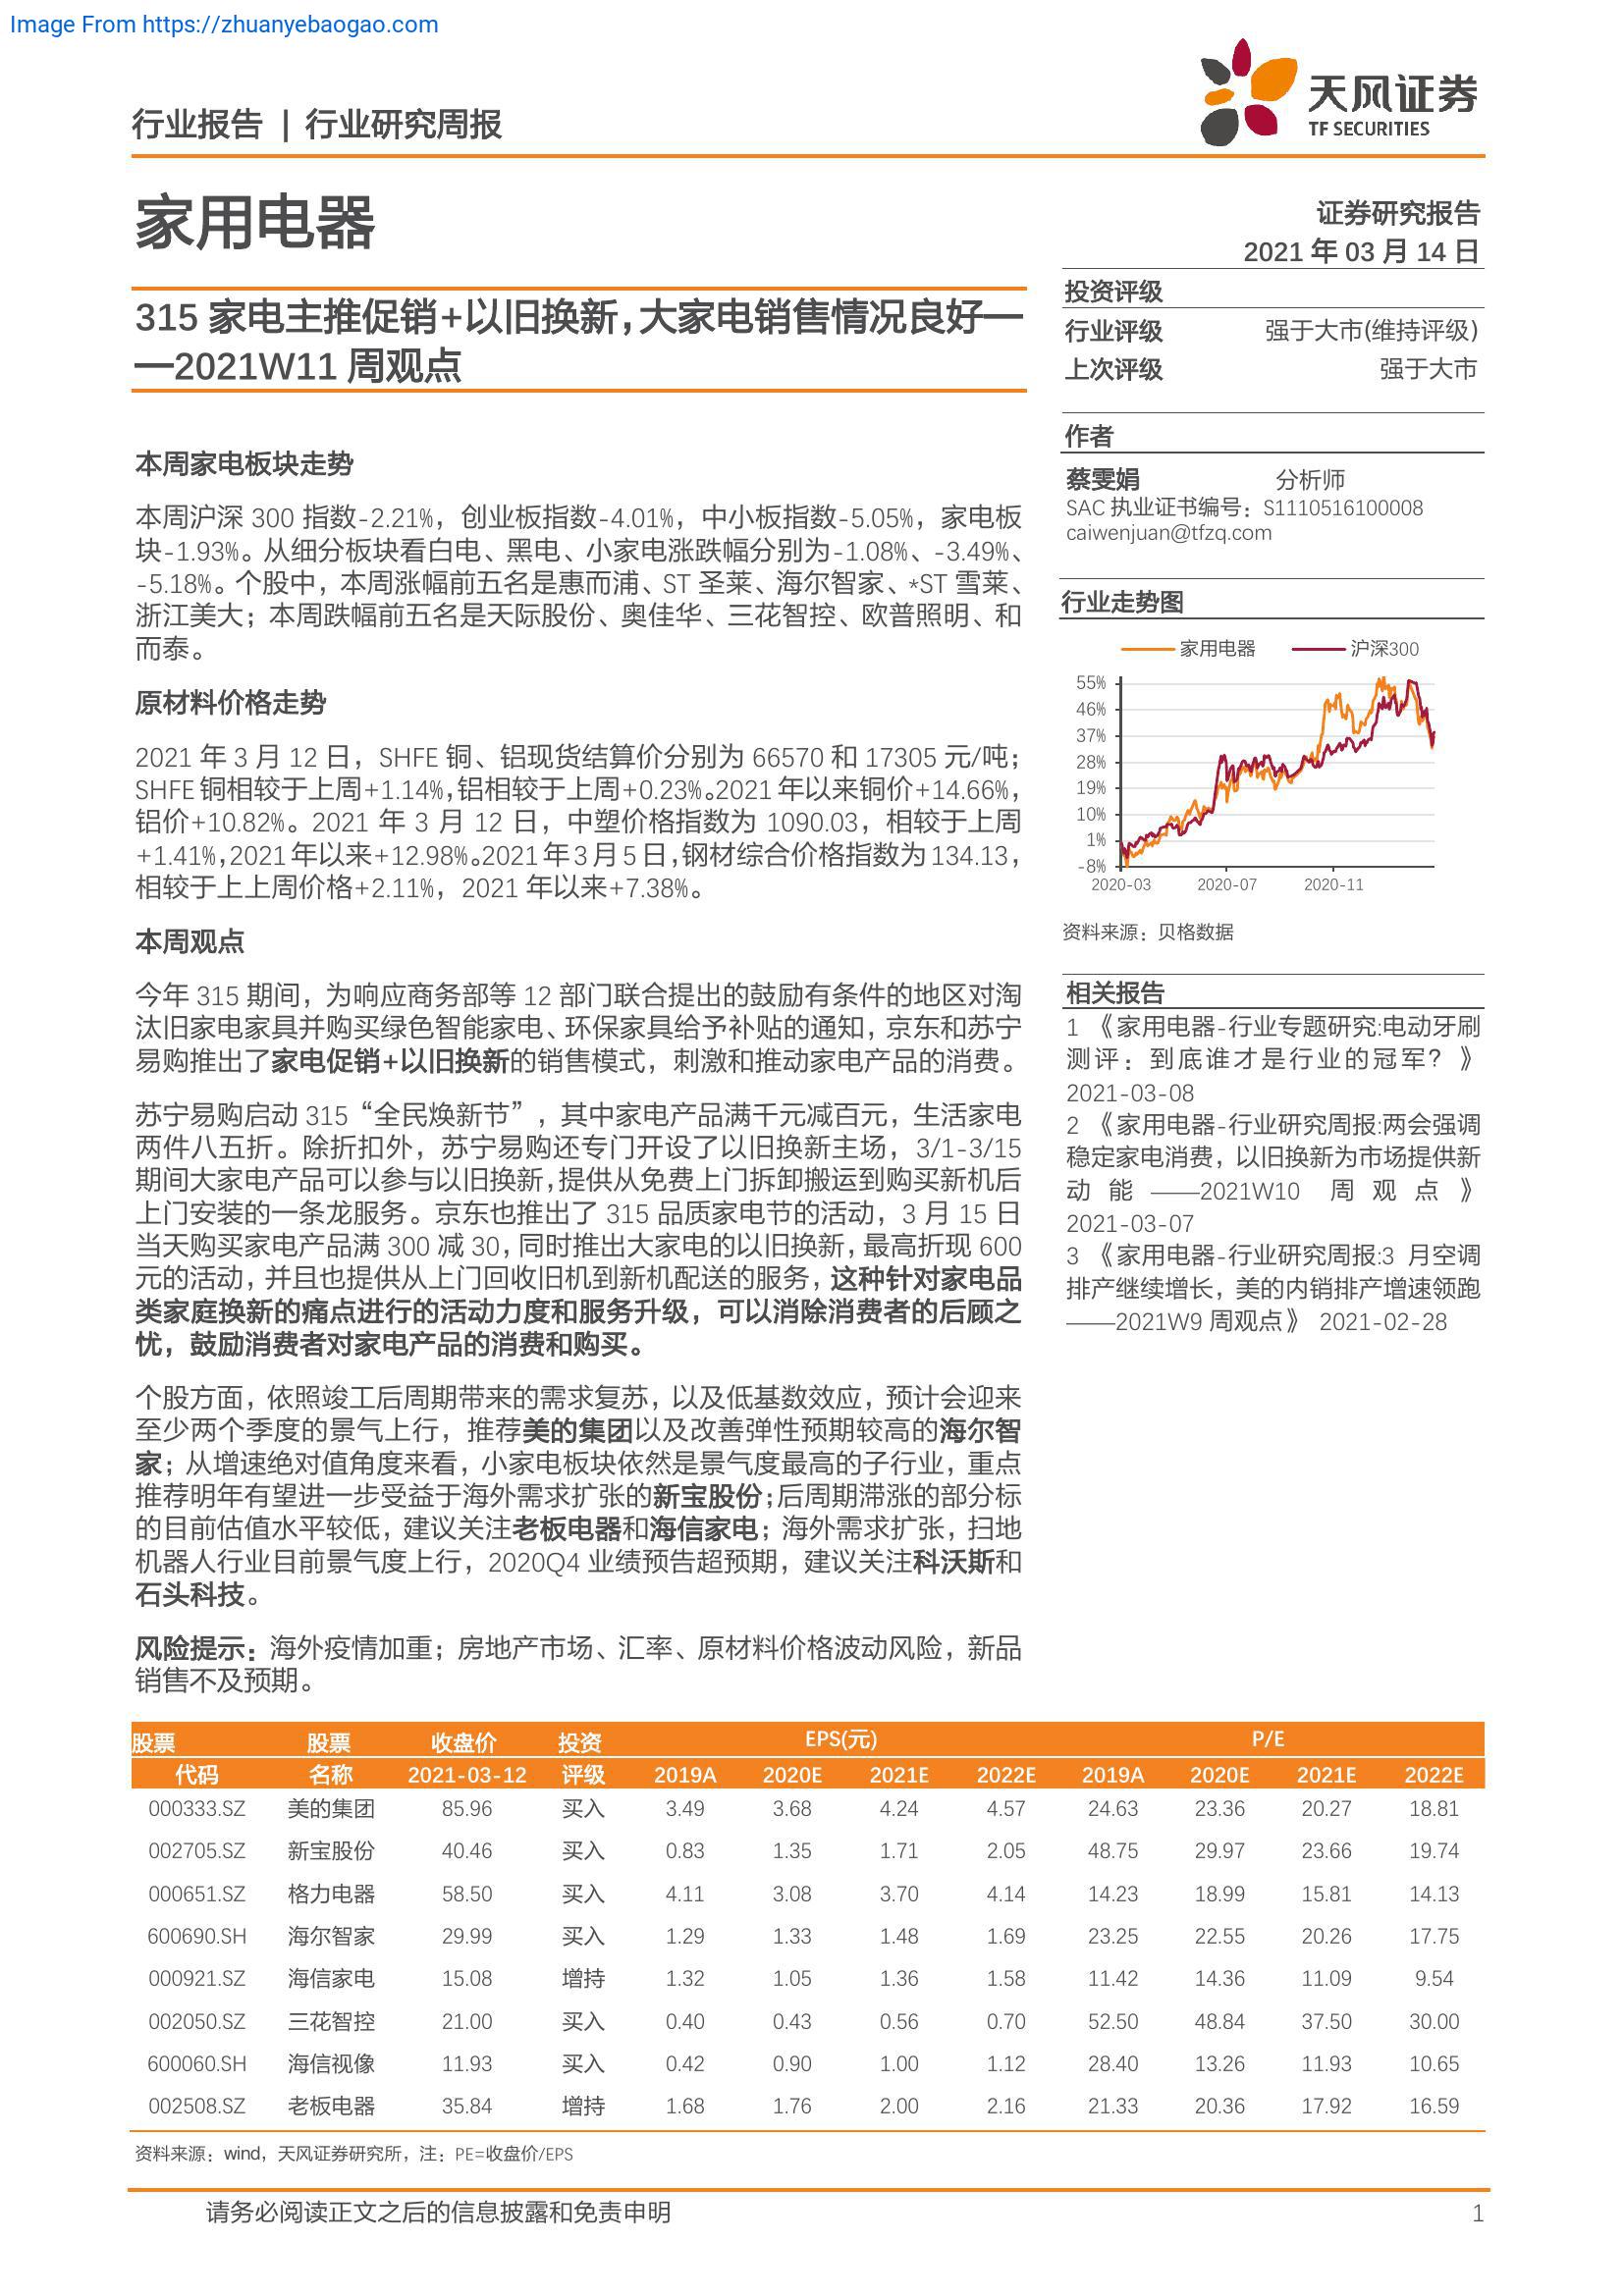 Image From https://zhuanyebaogao.com
行业报告 | 行业研究周报
天风证券
TF SECURITIES
家用电器
证券研究报告
2021 年 03 月 14 日
315 家电主推促销+以旧换新，大家电销售情况良好—
—2021W11 周观点
投资评级
行业评级 强于大市(维持评级)
上次评级 强于大市
作者
蔡雯娟 分析师
SAC 执业证书编号：S1110516100008
caiwenjuan@tfzq.com
行业走势图
家用电器 沪深300
55%
46%
37%
28%
19%
10%
1%
-8%
2020-03 2020-07 2020-11
资料来源：贝格数据
相关报告
1 《家用电器-行业专题研究:电动牙刷
测评：到底谁才是行业的冠军？》
2021-03-08
2 《家用电器-行业研究周报:两会强调
稳定家电消费，以旧换新为市场提供新
动能——2021W10 周观点》
2021-03-07
3 《家用电器-行业研究周报:3 月空调
排产继续增长，美的内销排产增速领跑
——2021W9 周观点》 2021-02-28
本周家电板块走势
本周沪深 300 指数-2.21%，创业板指数-4.01%，中小板指数-5.05%，家电板
块-1.93%。从细分板块看白电、黑电、小家电涨跌幅分别为-1.08%、-3.49%、
-5.18%。个股中，本周涨幅前五名是惠而浦、ST 圣莱、海尔智家、*ST 雪莱、
浙江美大；本周跌幅前五名是天际股份、奥佳华、三花智控、欧普照明、和
而泰。
原材料价格走势
2021 年 3 月 12 日，SHFE 铜、铝现货结算价分别为 66570 和 17305 元/吨；
SHFE 铜相较于上周+1.14%，铝相较于上周+0.23%。2021 年以来铜价+14.66%，
铝价+10.82%。2021 年 3 月 12 日，中塑价格指数为 1090.03，相较于上周
+1.41%，2021 年以来+12.98%。2021 年 3 月 5 日，钢材综合价格指数为 134.13，
相较于上上周价格+2.11%，2021 年以来+7.38%。
本周观点
今年 315 期间，为响应商务部等 12 部门联合提出的鼓励有条件的地区对淘
汰旧家电家具并购买绿色智能家电、环保家具给予补贴的通知，京东和苏宁
易购推出了家电促销+以旧换新的销售模式，刺激和推动家电产品的消费。
苏宁易购启动 315“全民焕新节”，其中家电产品满千元减百元，生活家电
两件八五折。除折扣外，苏宁易购还专门开设了以旧换新主场，3/1-3/15
期间大家电产品可以参与以旧换新，提供从免费上门拆卸搬运到购买新机后
上门安装的一条龙服务。京东也推出了 315 品质家电节的活动，3 月 15 日
当天购买家电产品满 300 减 30，同时推出大家电的以旧换新，最高折现 600
元的活动，并且也提供从上门回收旧机到新机配送的服务，这种针对家电品
类家庭换新的痛点进行的活动力度和服务升级，可以消除消费者的后顾之
忧，鼓励消费者对家电产品的消费和购买。
个股方面，依照竣工后周期带来的需求复苏，以及低基数效应，预计会迎来
至少两个季度的景气上行，推荐美的集团以及改善弹性预期较高的海尔智
家；从增速绝对值角度来看，小家电板块依然是景气度最高的子行业，重点
推荐明年有望进一步受益于海外需求扩张的新宝股份；后周期滞涨的部分标
的目前估值水平较低，建议关注老板电器和海信家电；海外需求扩张，扫地
机器人行业目前景气度上行，2020Q4 业绩预告超预期，建议关注科沃斯和
石头科技。
风险提示：海外疫情加重；房地产市场、汇率、原材料价格波动风险，新品
销售不及预期。
股票 股票 收盘价 投资 EPS(元) P/E
代码 名称 2021-03-12 评级 2019A 2020E 2021E 2022E 2019A 2020E 2021E 2022E
000333.SZ 美的集团 85.96 买入 3.49 3.68 4.24 4.57 24.63 23.36 20.27 18.81
002705.SZ 新宝股份 40.46 买入 0.83 1.35 1.71 2.05 48.75 29.97 23.66 19.74
000651.SZ 格力电器 58.50 买入 4.11 3.08 3.70 4.14 14.23 18.99 15.81 14.13
600690.SH 海尔智家 29.99 买入 1.29 1.33 1.48 1.69 23.25 22.55 20.26 17.75
000921.SZ 海信家电 15.08 增持 1.32 1.05 1.36 1.58 11.42 14.36 11.09 9.54
002050.SZ 三花智控 21.00 买入 0.40 0.43 0.56 0.70 52.50 48.84 37.50 30.00
600060.SH 海信视像 11.93 买入 0.42 0.90 1.00 1.12 28.40 13.26 11.93 10.65
002508.SZ 老板电器 35.84 增持 1.68 1.76 2.00 2.16 21.33 20.36 17.92 16.59
资料来源：wind，天风证券研究所，注：PE=收盘价/EPS
请务必阅读正文之后的信息披露和免责申明 1